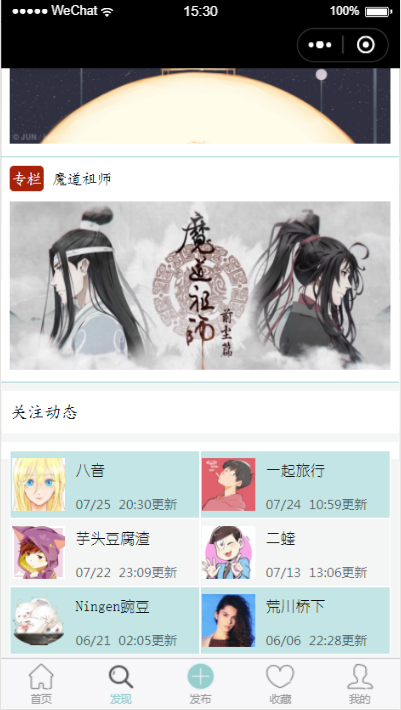 WeChat 15:30 100%
© JUN
专栏 魔道祖师
魔道祖师
前尘篇
关注动态
八音
07/25 20:30更新
一起旅行
07/24 10:59更新
芋头豆腐渣
07/22 23:09更新
二蝰
07/13 13:06更新
Ningen豌豆
06/21 02:05更新
荒川桥下
06/06 22:28更新
首页 发现 发布 收藏 我的